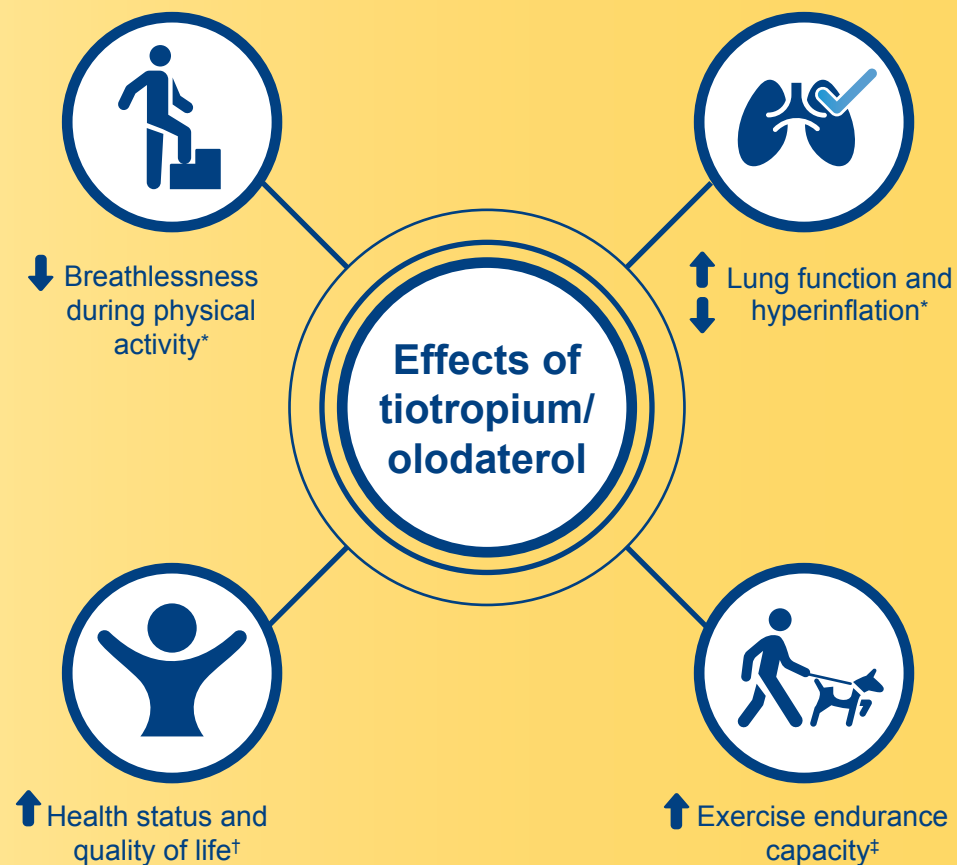 Breathlessness
during physical
activity*
Lung function and
hyperinflation*
Effects of
tiotropium/
olodaterol
Health status and
quality of life†
Exercise endurance
capacity‡